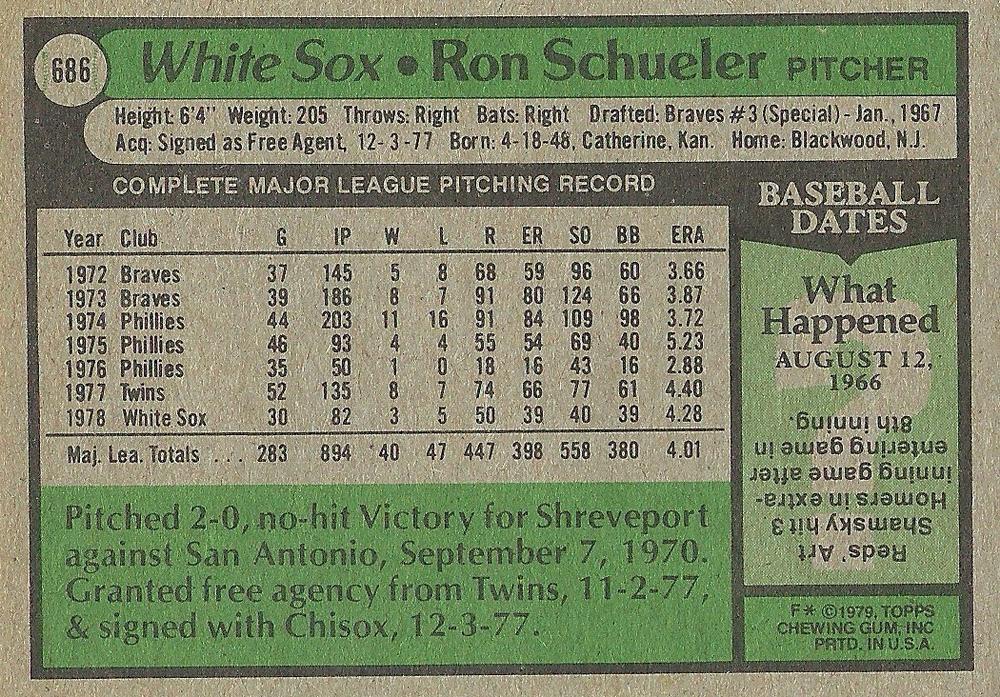 686
White Sox • Ron Schueler PITCHER
Height: 6'4" Weight: 205 Throws: Right Bats: Right Drafted: Braves #3 (Special) - Jan., 1967
Acq: Signed as Free Agent, 12-3-77 Born: 4-18-48, Catherine, Kan. Home: Blackwood, N.J.
COMPLETE MAJOR LEAGUE PITCHING RECORD
Year Club G IP W L R ER SO BB ERA
1972 Braves 37 145 5 8 68 59 96 60 3.66
1973 Braves 39 186 8 7 91 80 124 66 3.87
1974 Phillies 44 203 11 16 91 84 109 98 3.72
1975 Phillies 46 93 4 4 55 54 69 40 5.23
1976 Phillies 35 50 1 0 18 16 43 16 2.88
1977 Twins 52 135 8 7 74 66 77 61 4.40
1978 White Sox 30 82 3 5 50 39 40 39 4.28
Maj. Lea. Totals ... 283 894 40 47 447 398 558 380 4.01
Pitched 2-0, no-hit Victory for Shreveport
against San Antonio, September 7, 1970.
Granted free agency from Twins, 11-2-77,
& signed with Chisox, 12-3-77.
BASEBALL
DATES
What
Happened
AUGUST 12,
1966
Reds' Art
Shamsky hit 3
Homers in extra-
inning game after
entering game in
8th inning.
F* ©1979, TOPPS
CHEWING GUM, INC
PRTD. IN U.S.A.